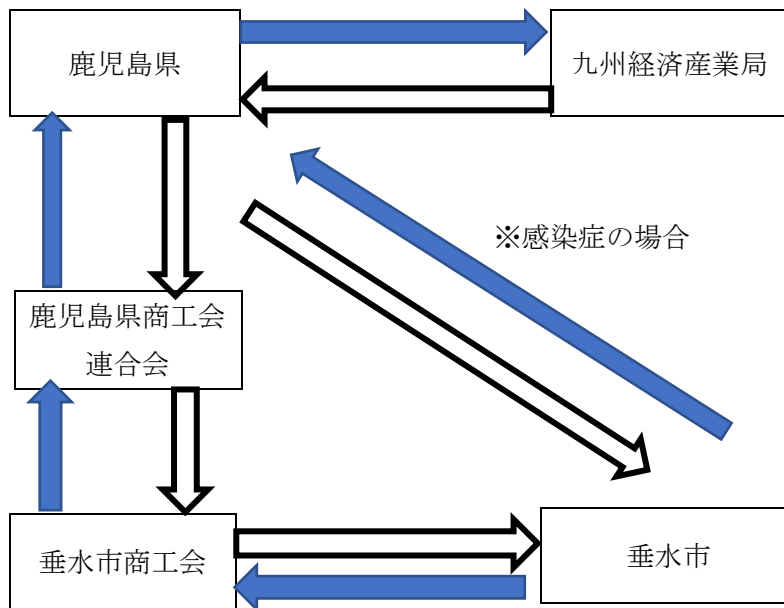 鹿児島県
九州経済産業局
※感染症の場合
鹿児島県商工会
連合会
垂水市商工会
垂水市